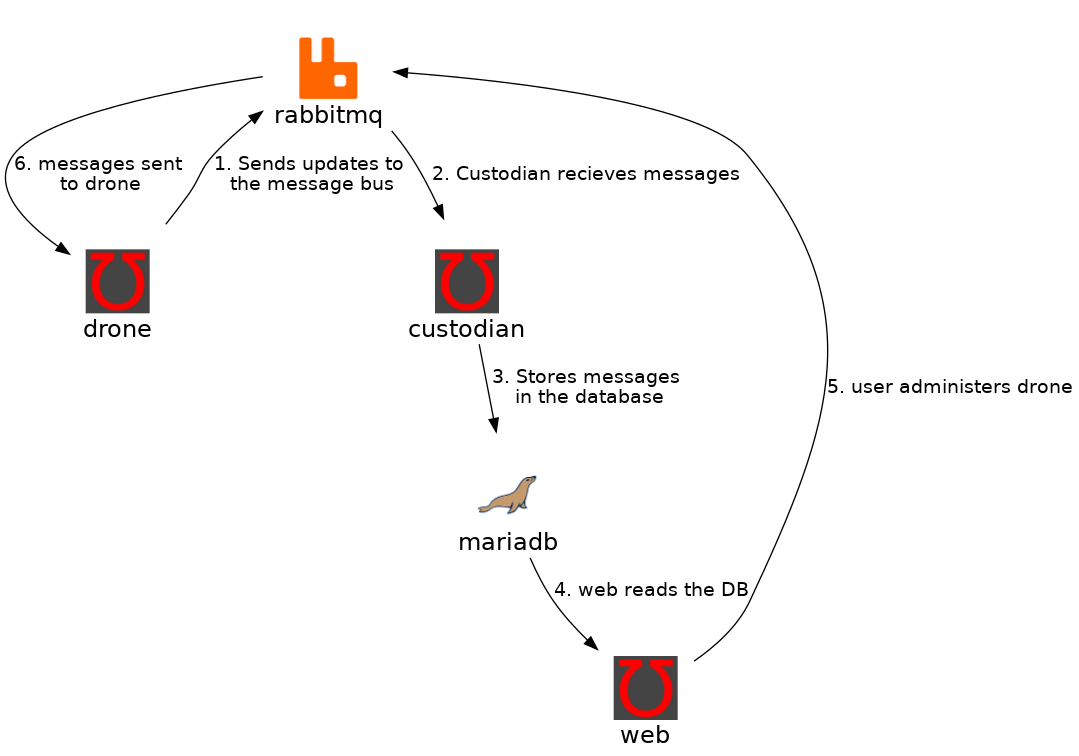 rabbitmq
6. messages sent
to drone
1. Sends updates to
the message bus
2. Custodian recieves messages
drone
custodian
3. Stores messages
in the database
5. user administers drone
mariadb
4. web reads the DB
web